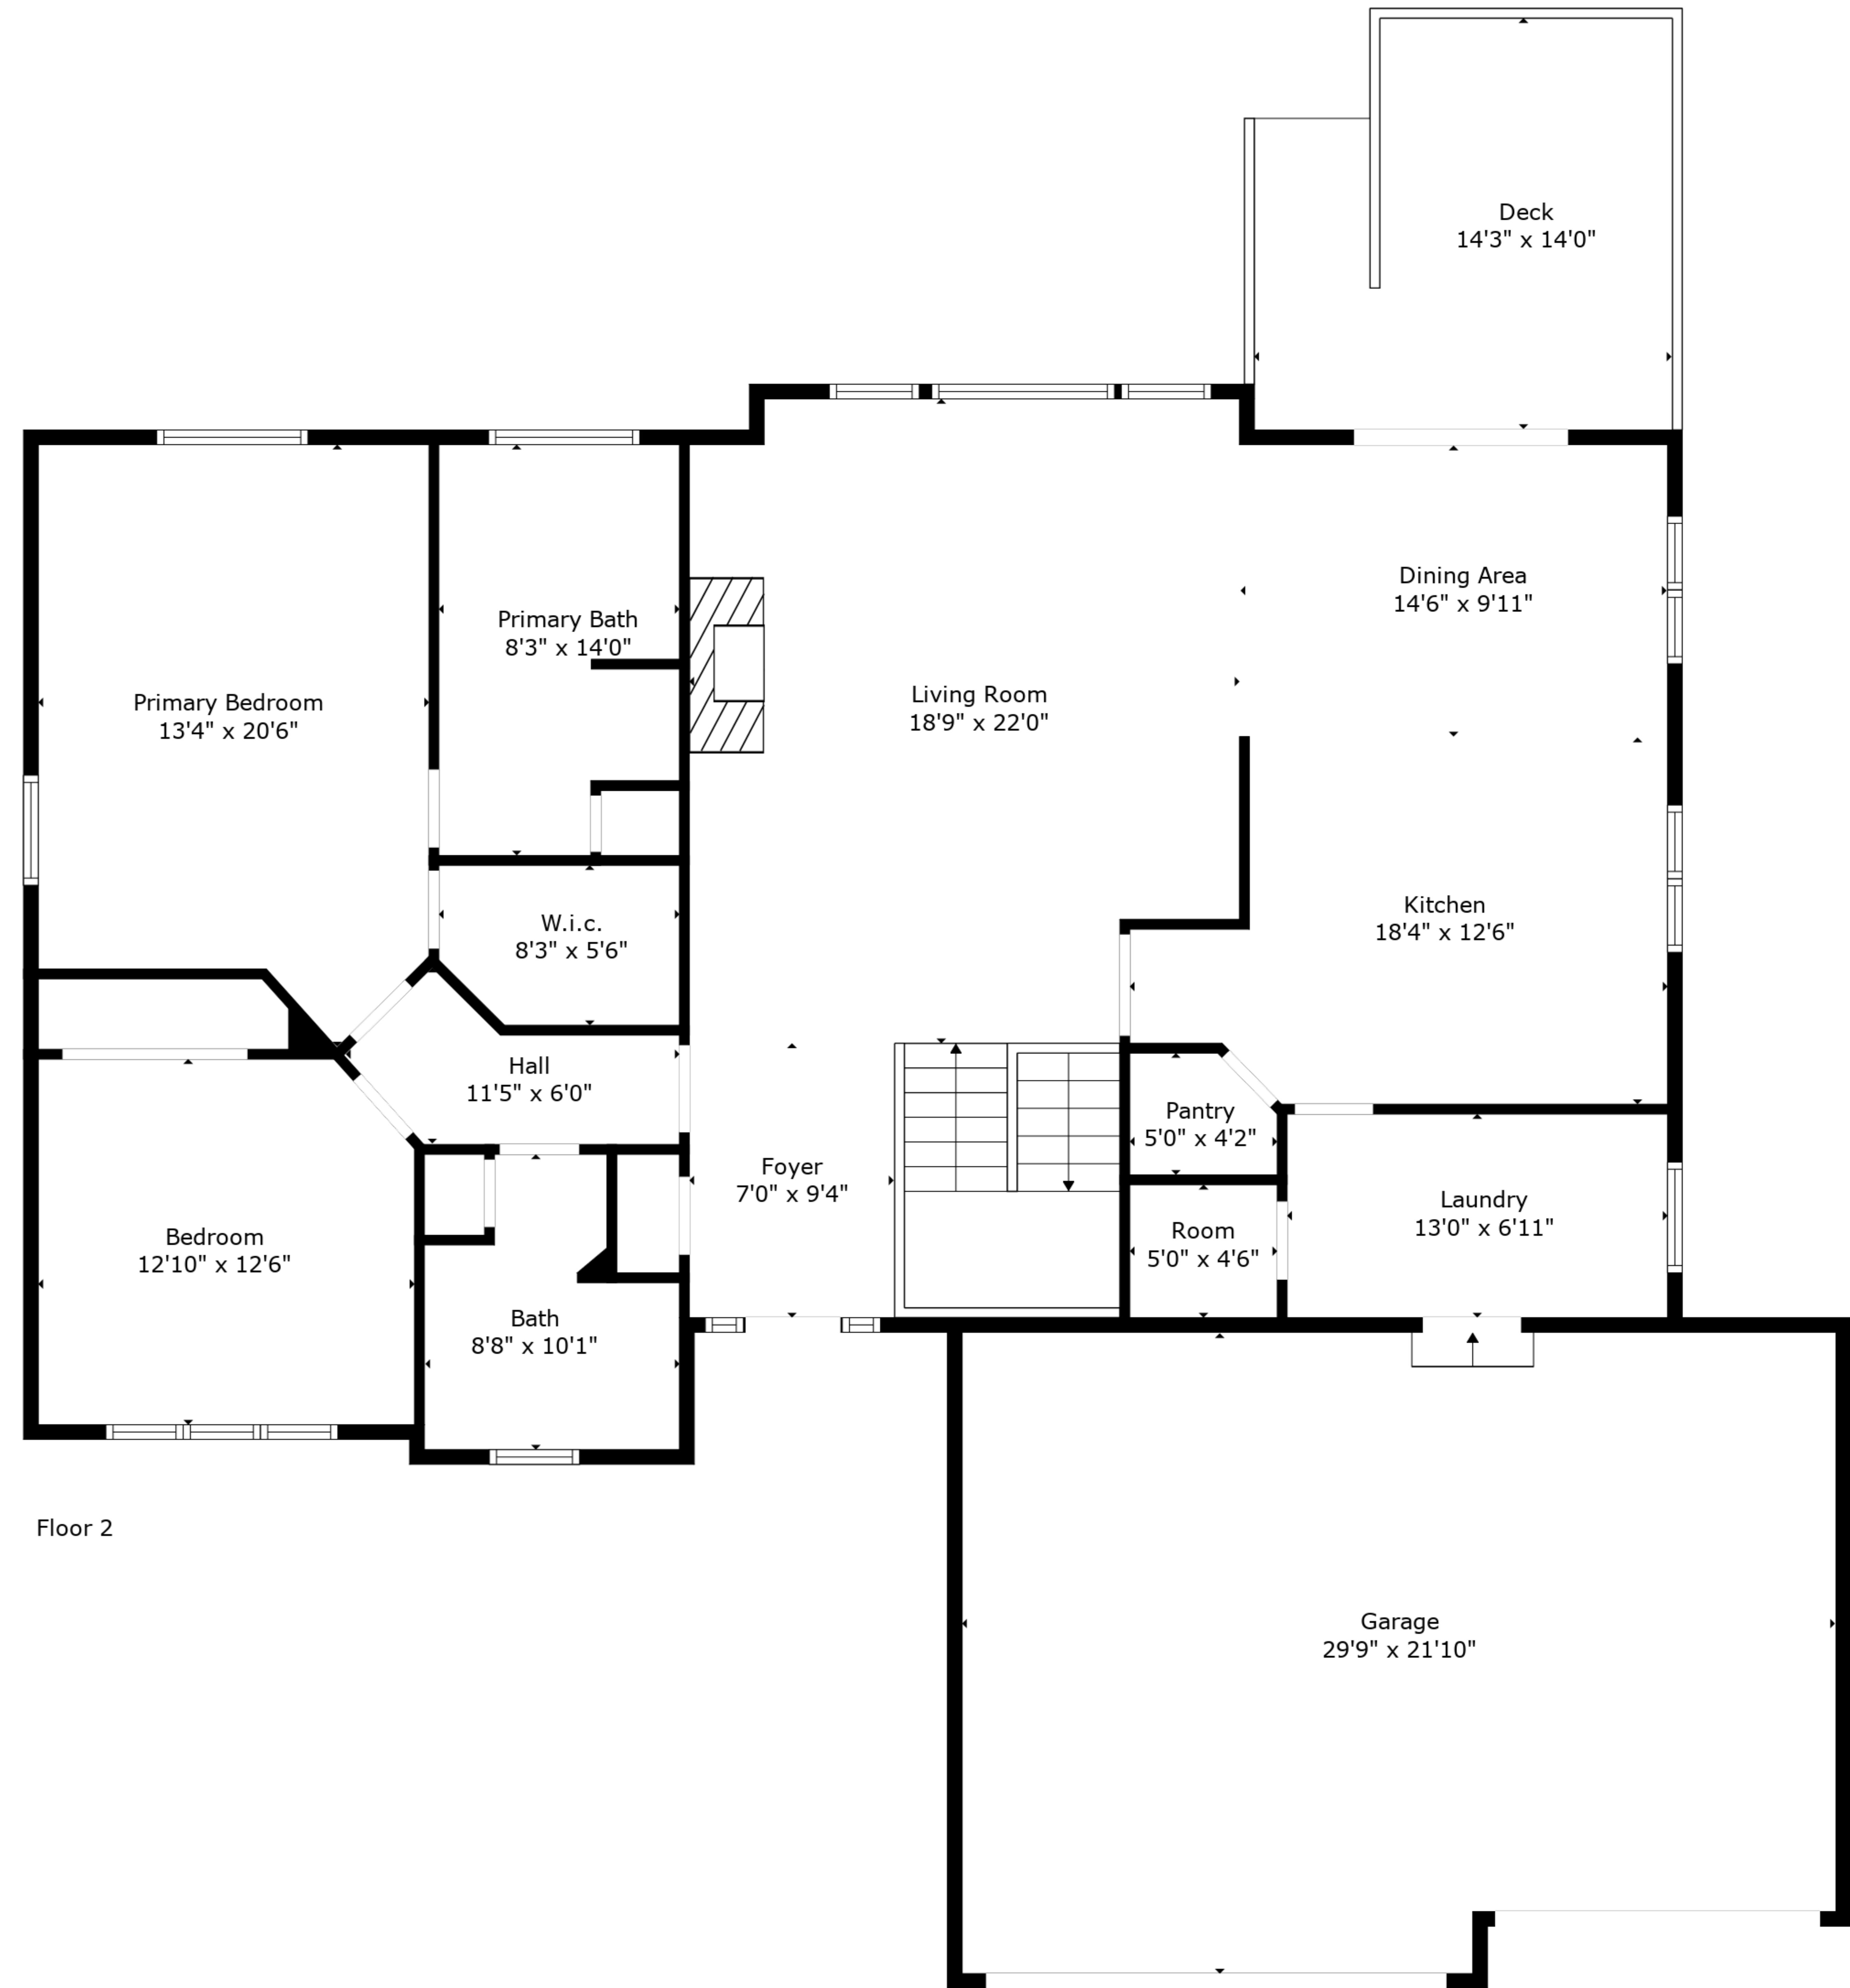 Deck
14'3" x 14'0"
Dining Area
14'6" x 9'11"
Primary Bath
8'3" x 14'0"
Primary Bedroom
13'4" x 20'6"
Living Room
18'9" x 22'0"
Kitchen
18'4" x 12'6"
W.i.c.
8'3" x 5'6"
Hall
11'5" x 6'0"
Pantry
5'0" x 4'2"
Foyer
7'0" x 9'4"
Laundry
13'0" x 6'11"
Room
5'0" x 4'6"
Bedroom
12'10" x 12'6"
Bath
8'8" x 10'1"
Floor 2
Garage
29'9" x 21'10"